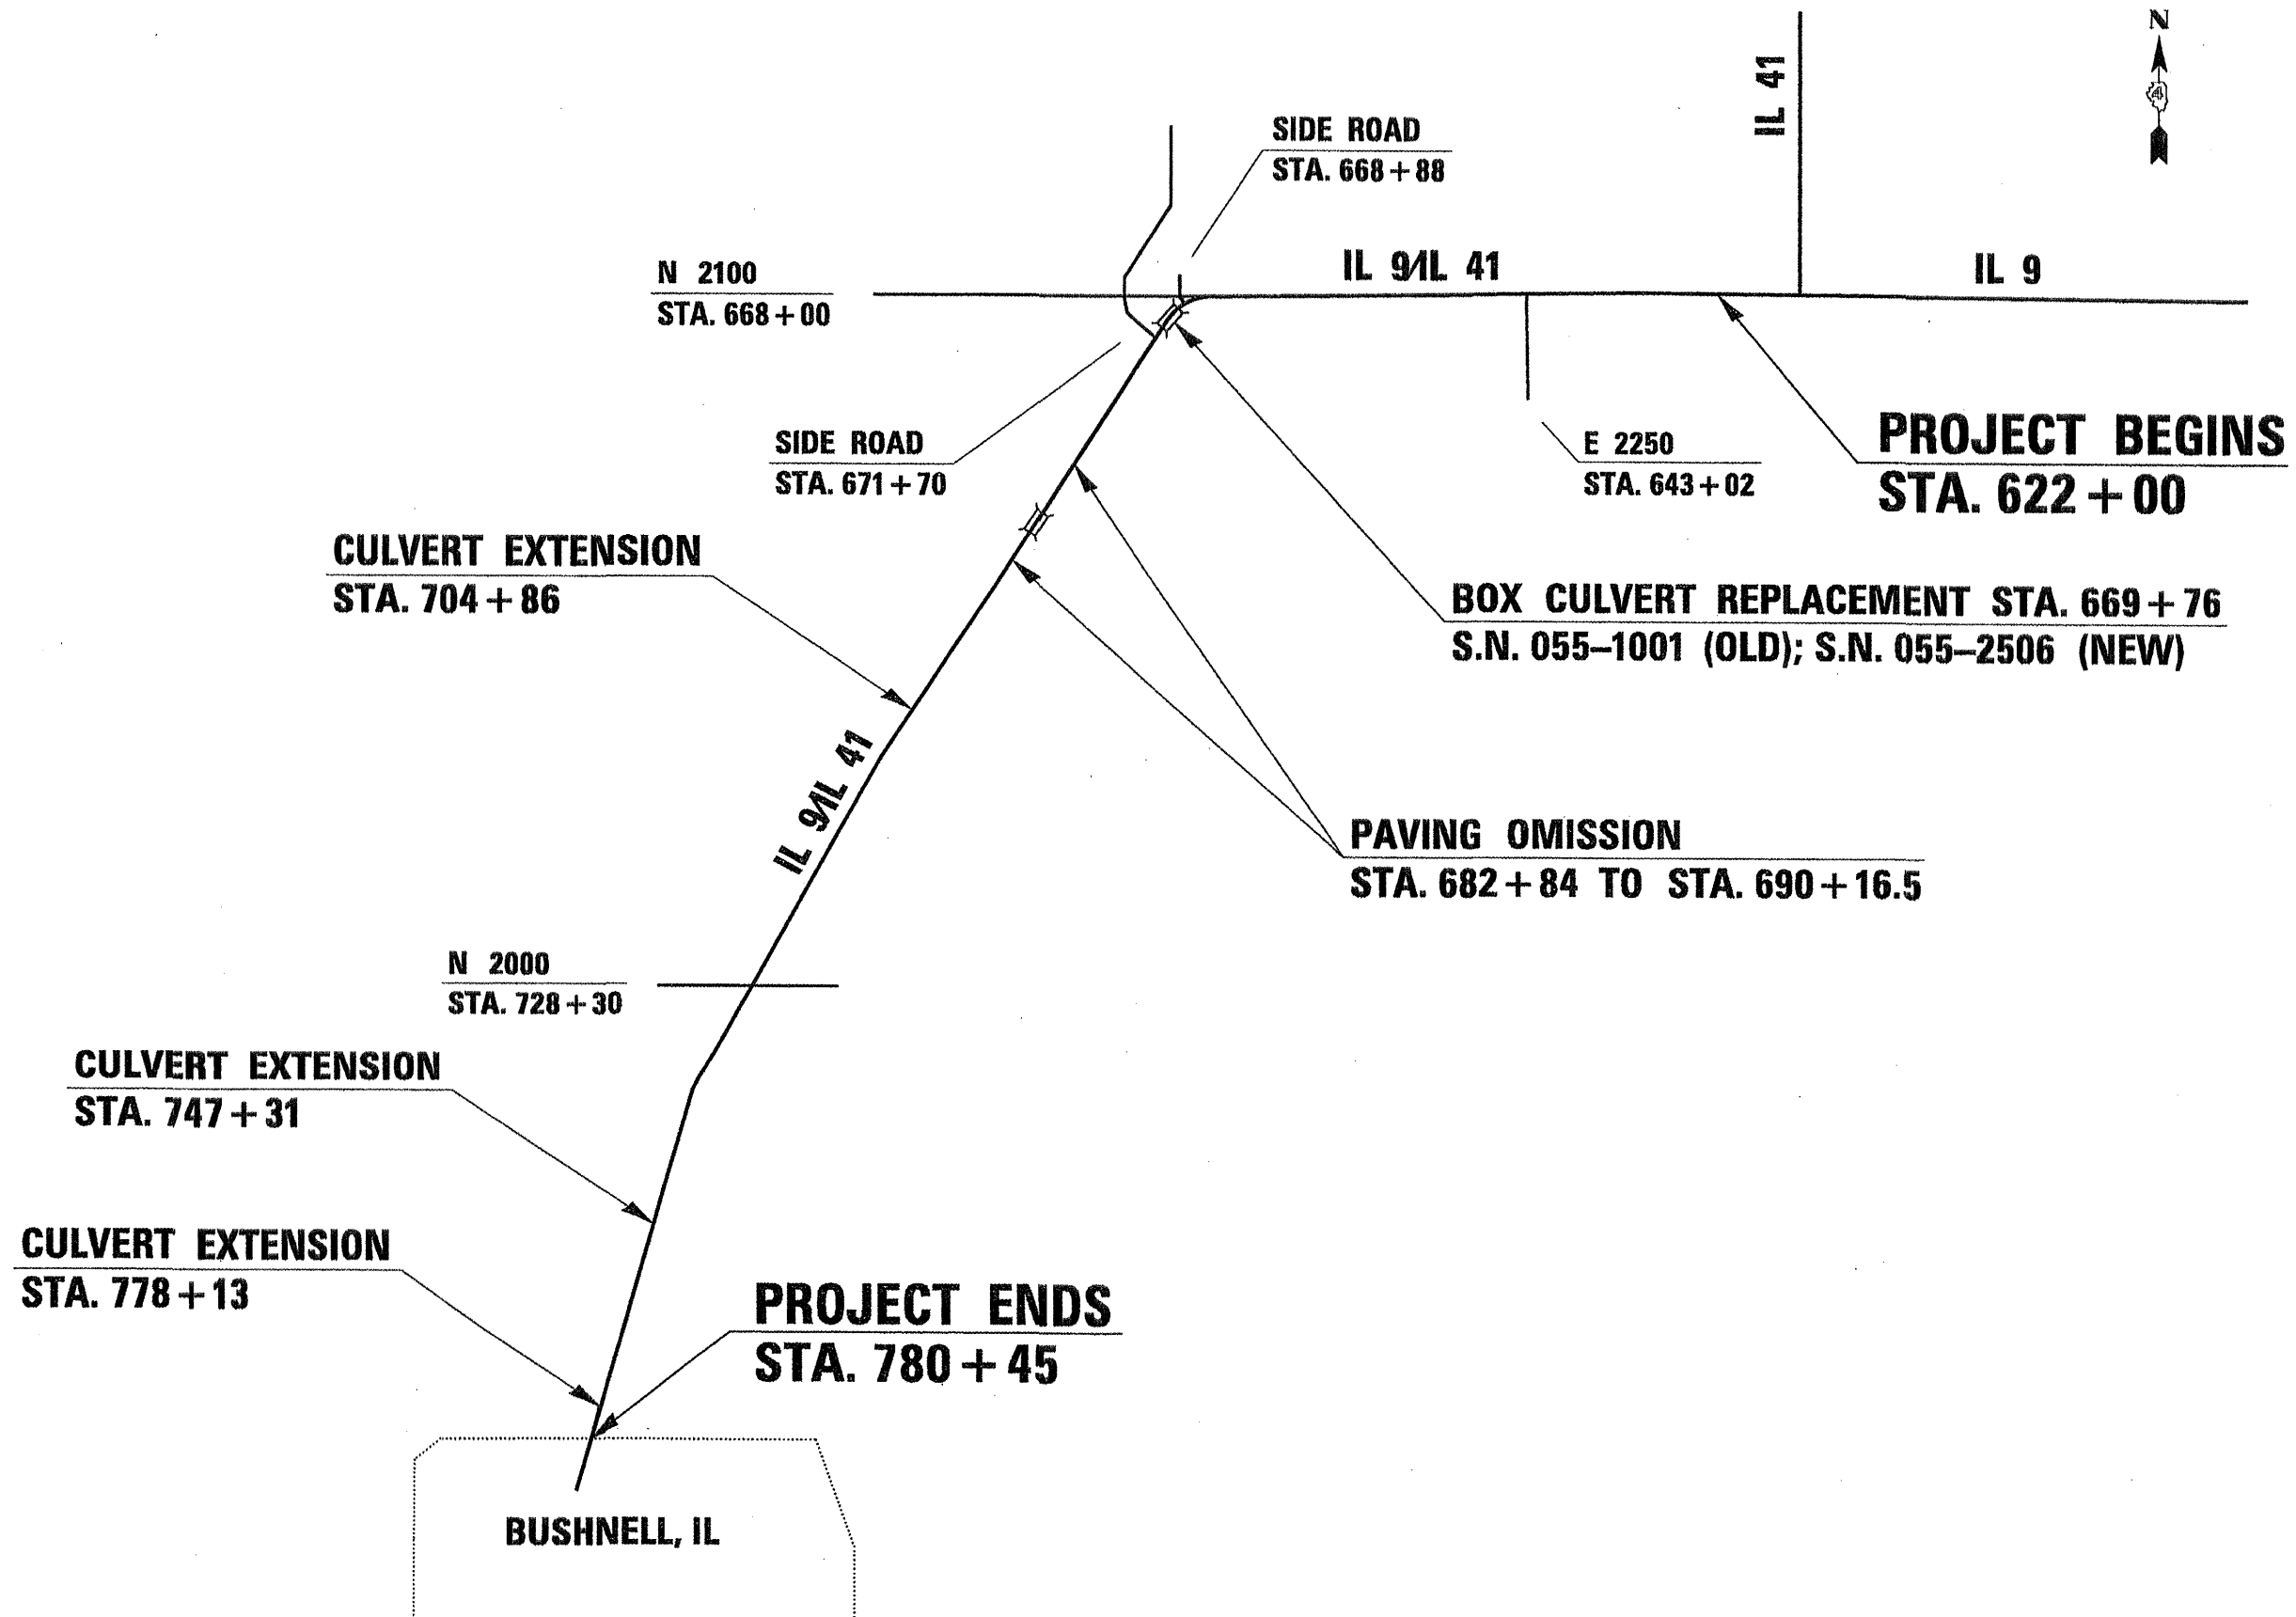 N
4
IL 41
SIDE ROAD
STA. 668+88
N 2100
STA. 668+00
IL 9/IL 41
IL 9
SIDE ROAD
STA. 671+70
E 2250
STA. 643+02
PROJECT BEGINS
STA. 622+00
CULVERT EXTENSION
STA. 704+86
BOX CULVERT REPLACEMENT STA. 669+76
S.N. 055–1001 (OLD); S.N. 055–2506 (NEW)
IL 9/IL 41
PAVING OMISSION
STA. 682+84 TO STA. 690+16.5
N 2000
STA. 728+30
CULVERT EXTENSION
STA. 747+31
CULVERT EXTENSION
STA. 778+13
PROJECT ENDS
STA. 780+45
BUSHNELL, IL